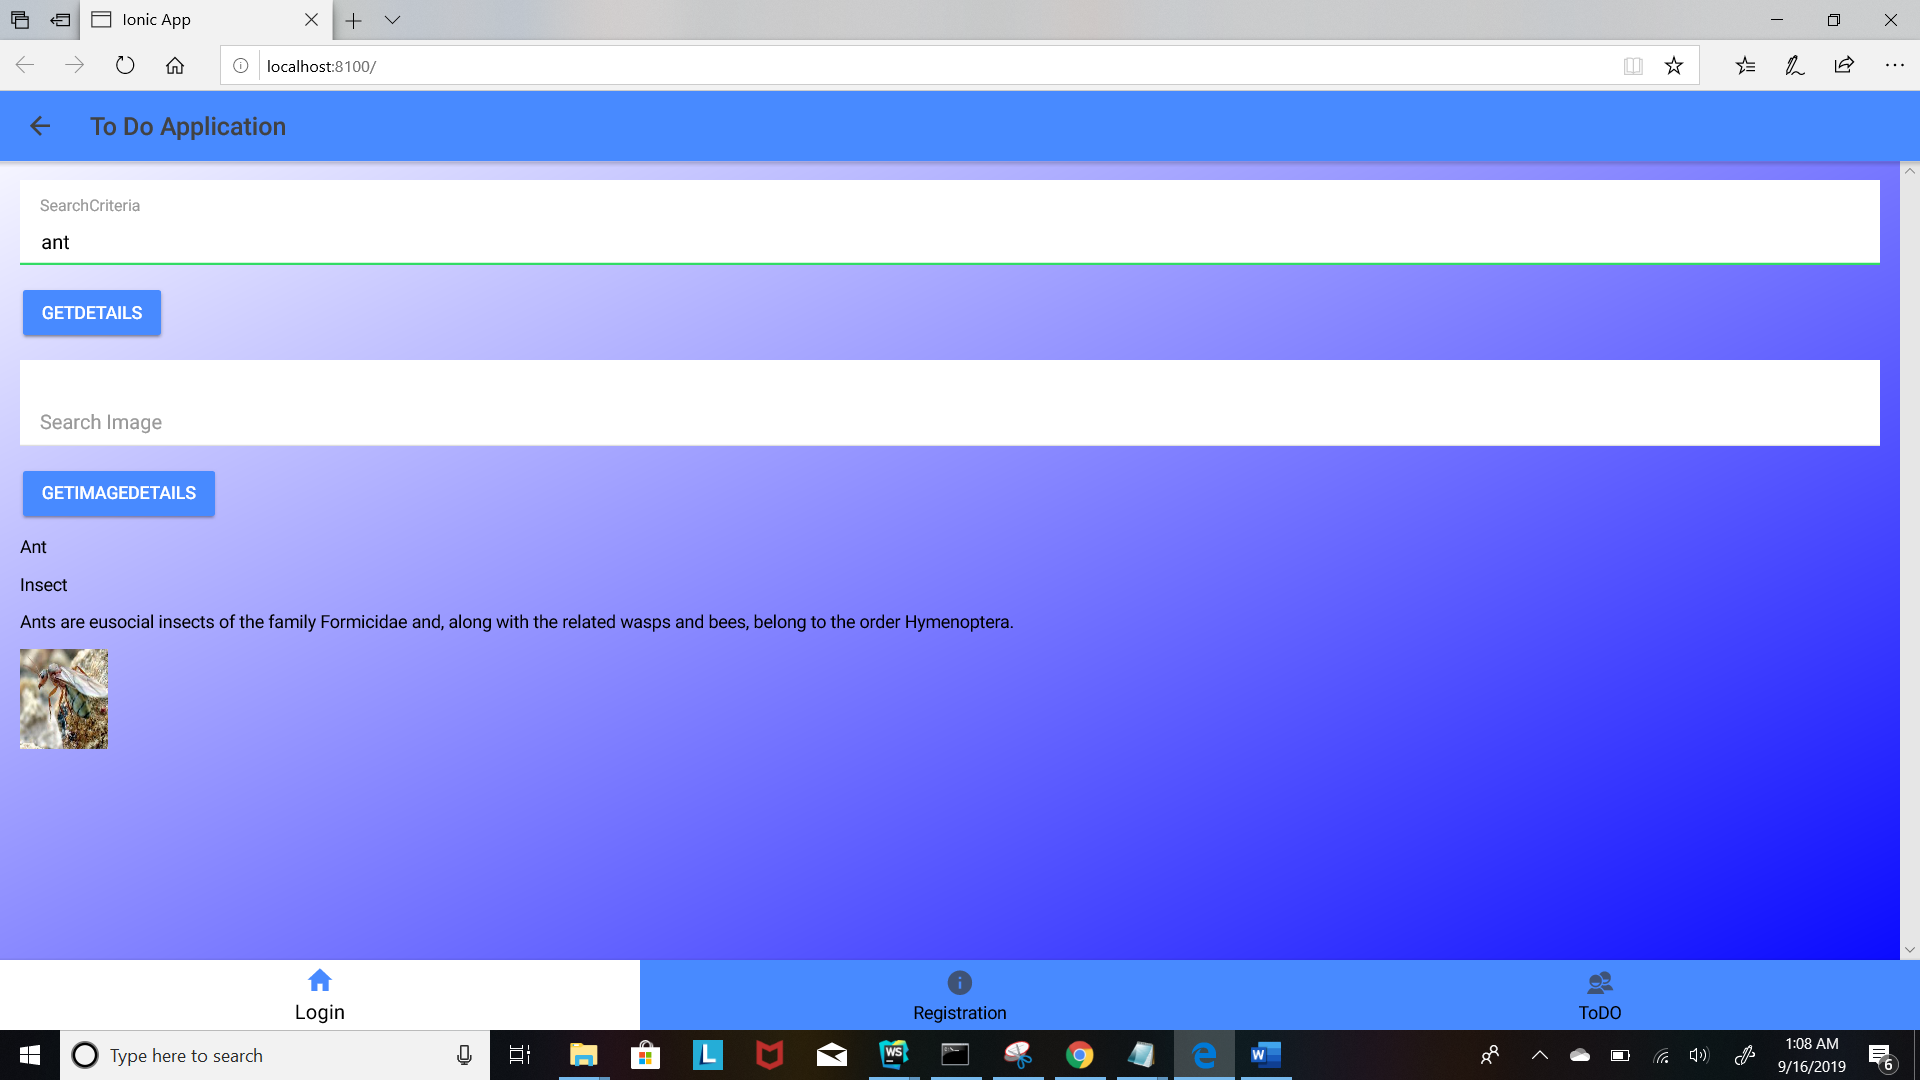 Ionic App
localhost:8100/
To Do Application
SearchCriteria
ant
GETDETAILS
Search Image
GETIMAGEDETAILS
Ant
Insect
Ants are eusocial insects of the family Formicidae and, along with the related wasps and bees, belong to the order Hymenoptera.
Login
Registration
ToDO
Type here to search
L
WS
W
1:08 AM
9/16/2019
6